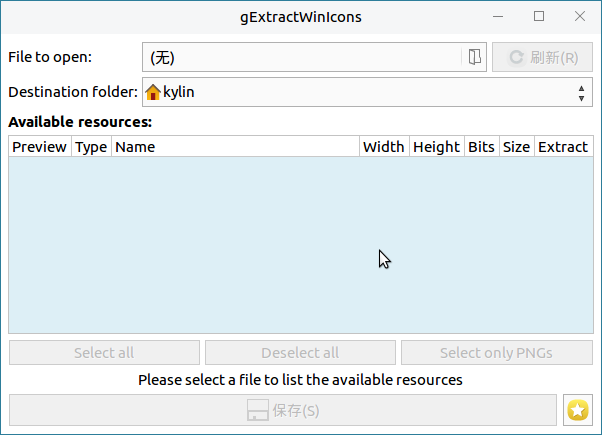 gExtractWinIcons
File to open: (无) 刷新(R)
Destination folder: kylin
Available resources:
Preview Type Name Width Height Bits Size Extract
Select all Deselect all Select only PNGs
Please select a file to list the available resources
保存(S)